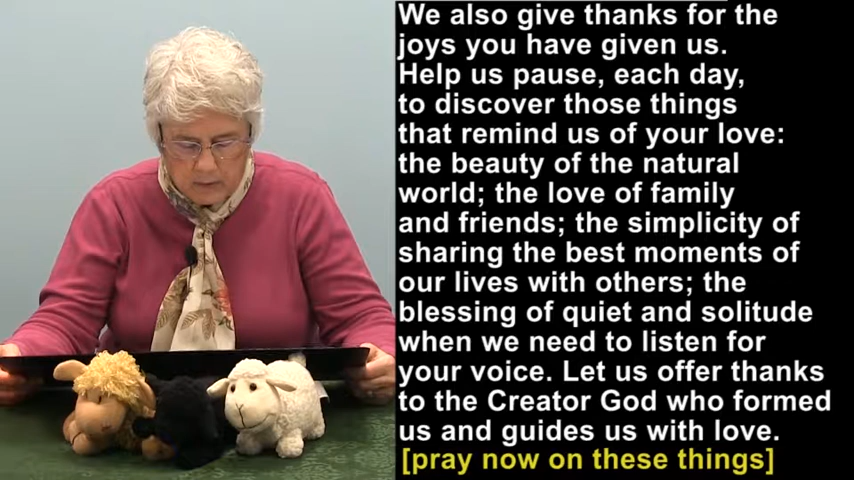 We also give thanks for the
joys you have given us.
Help us pause, each day,
to discover those things
that remind us of your love:
the beauty of the natural
world; the love of family
and friends; the simplicity of
sharing the best moments of
our lives with others; the
blessing of quiet and solitude
when we need to listen for
your voice. Let us offer thanks
to the Creator God who formed
us and guides us with love.
[pray now on these things]